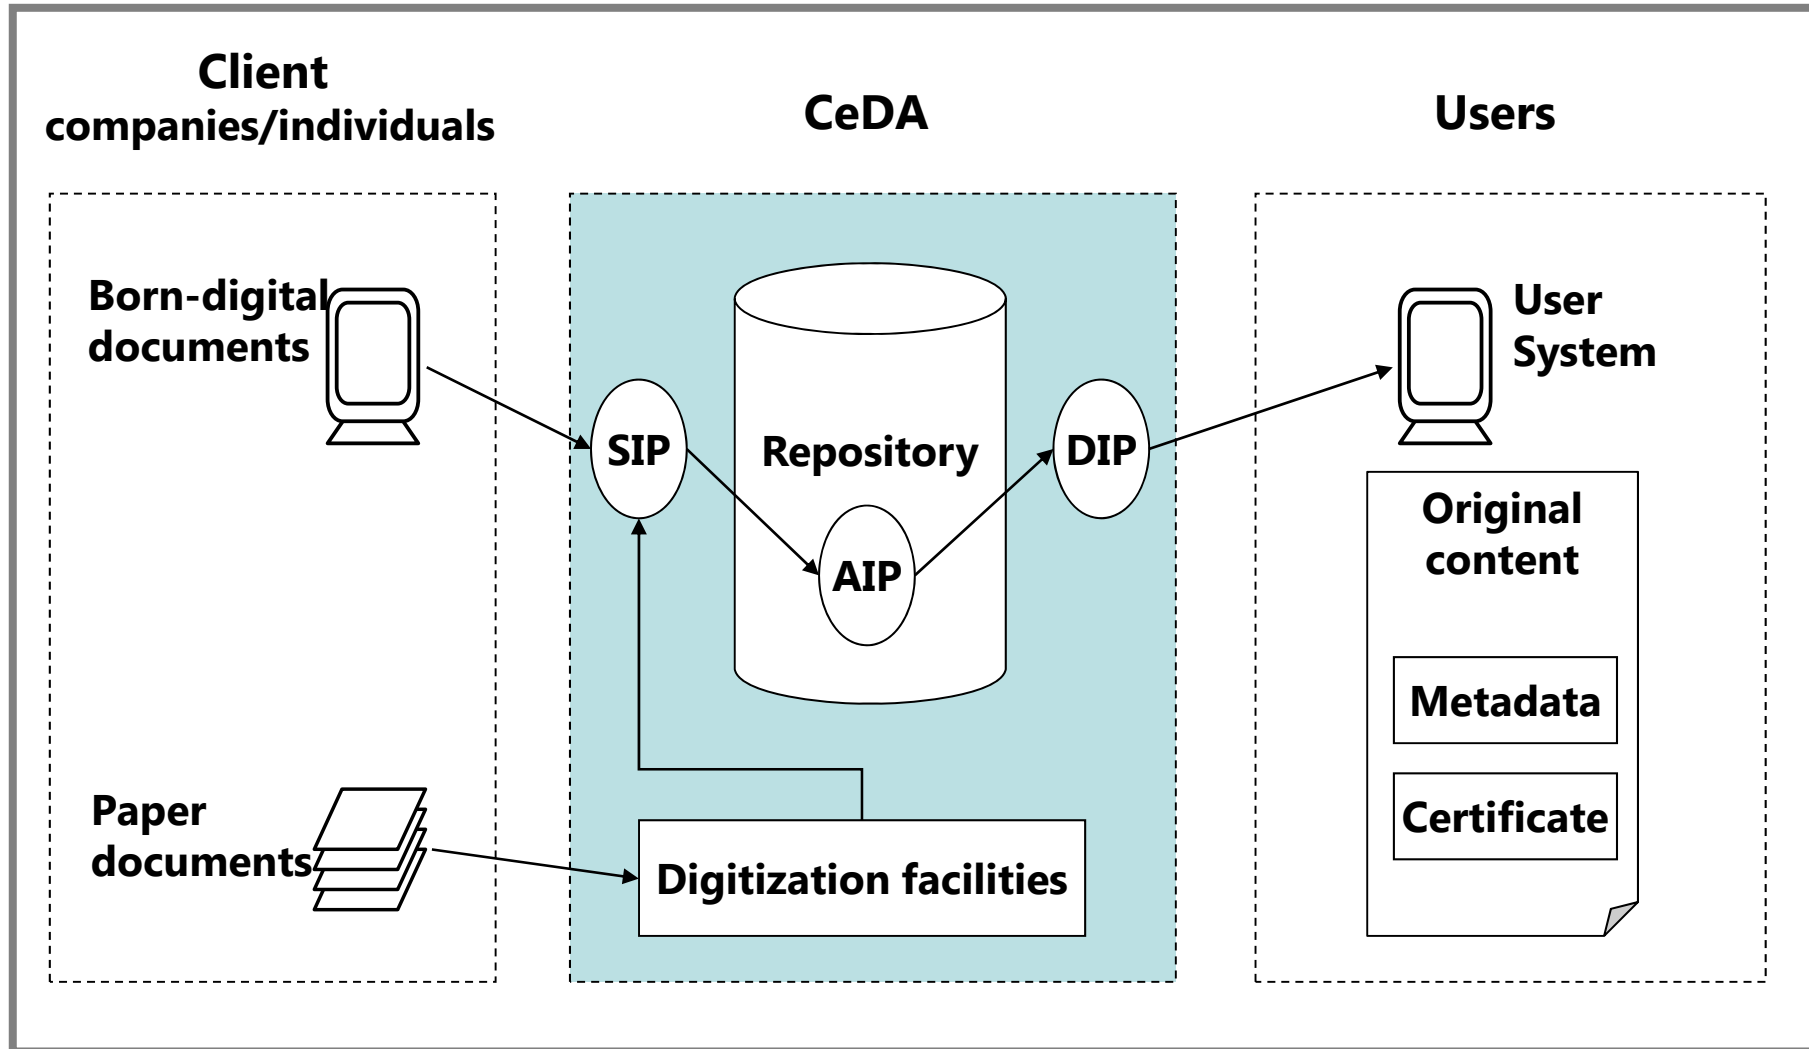 Client
companies/individuals
CeDA
Users
Born-digital
documents
SIP
Repository
AIP
DIP
User
System
Original
content
Metadata
Certificate
Paper
documents
Digitization facilities